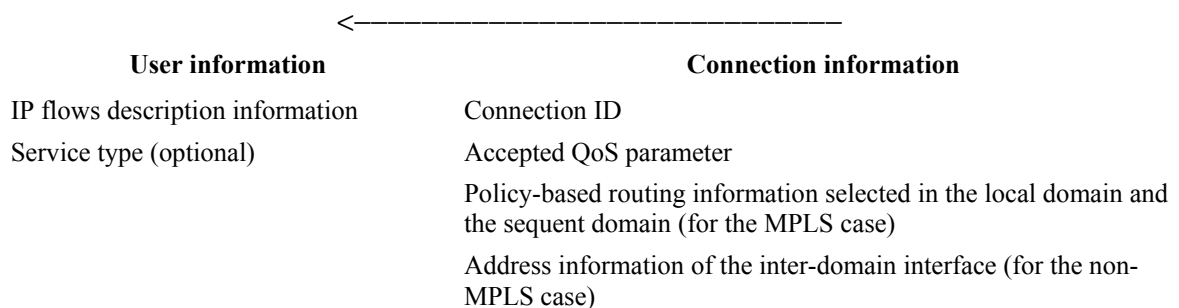 User information Connection information
IP flows description information Connection ID
Service type (optional) Accepted QoS parameter
Policy-based routing information selected in the local domain and
the sequent domain (for the MPLS case)
Address information of the inter-domain interface (for the non-
MPLS case)